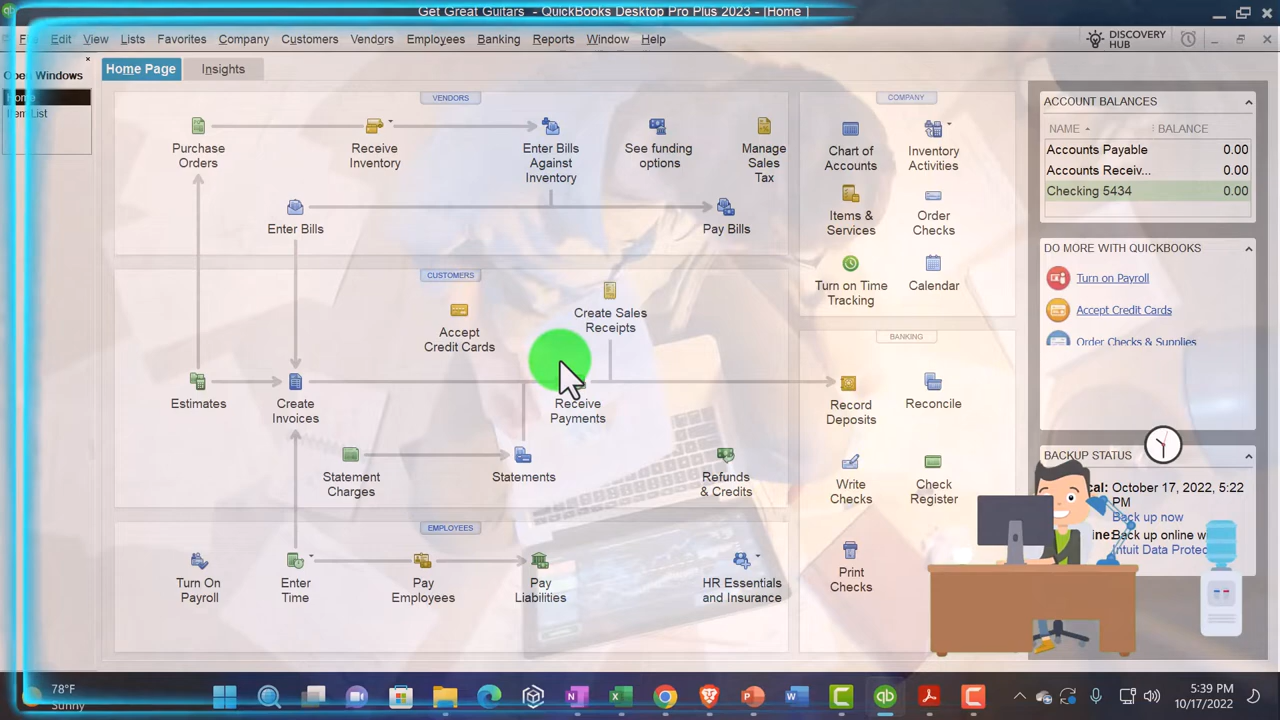 Get Great Guitars - QuickBooks Desktop Pro Plus 2023 - [Home ]
Edit View Lists Favorites Company Customers Vendors Employees Banking Reports Window Help
DISCOVERY
HUB
Open Windows
Home Page
Insights
VENDORS
Purchase
Orders
Receive
Inventory
Enter Bills
Against
Inventory
See funding
options
Manage
Sales
Tax
Enter Bills
Pay Bills
CUSTOMERS
Accept
Credit Cards
Create Sales
Receipts
Estimates
Create
Invoices
Receive
Payments
Statement
Charges
Statements
Refunds
& Credits
EMPLOYEES
Turn On
Payroll
Enter
Time
Pay
Employees
Pay
Liabilities
HR Essentials
and Insurance
COMPANY
Chart of
Accounts
Inventory
Activities
Items &
Services
Order
Checks
Turn on Time
Tracking
Calendar
BANKING
Record
Deposits
Reconcile
Write
Checks
Check
Register
Print
Checks
ACCOUNT BALANCES
NAME BALANCE
Accounts Payable 0.00
Accounts Receiv... 0.00
Checking 5434 0.00
DO MORE WITH QUICKBOOKS
Turn on Payroll
Accept Credit Cards
Order Checks & Supplies
BACKUP STATUS
October 17, 2022, 5:22
PM
Back up now
Back up online
Intuit Data
78°F
Sunny
5:39 PM
10/17/2022